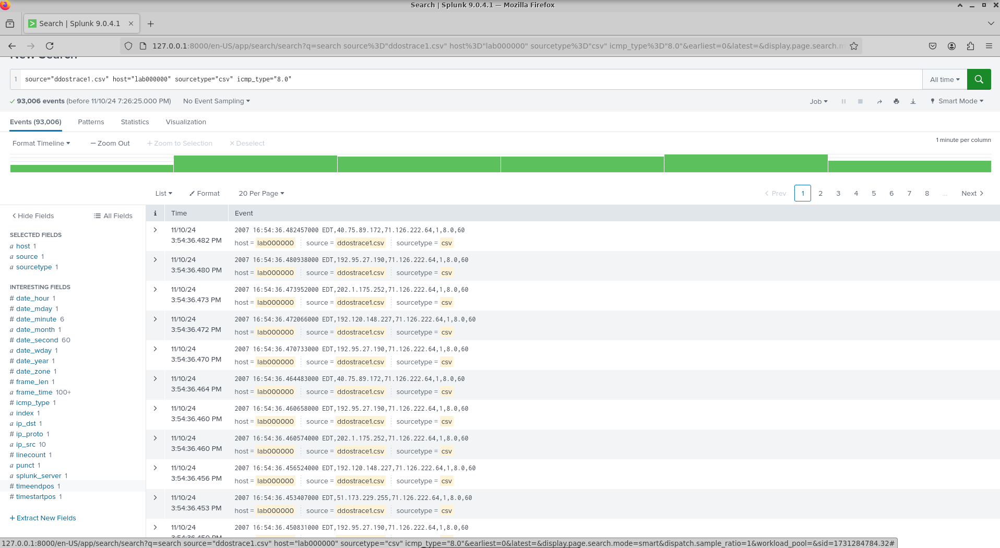 Search | Splunk 9.0.4.1 — Mozilla Firefox
Search | Splunk 9.0.4.1
127.0.0.1:8000/en-US/app/search/search?q=search source%3D"ddostrace1.csv" host%3D"lab000000" sourcetype%3D"csv" icmp_type%3D"8.0"&earliest=0&latest=&display.page.search.m
New Search
1 source="ddostrace1.csv" host="lab000000" sourcetype="csv" icmp_type="8.0" All time
93,006 events (before 11/10/24 7:26:25.000 PM) No Event Sampling Job Smart Mode
Events (93,006) Patterns Statistics Visualization
Format Timeline Zoom Out + Zoom to Selection × Deselect 1 minute per column
List Format 20 Per Page Prev 1 2 3 4 5 6 7 8 ... Next
Hide Fields All Fields
SELECTED FIELDS
a host 1
a source 1
a sourcetype 1
INTERESTING FIELDS
# date_hour 1
# date_mday 1
# date_minute 6
a date_month 1
# date_second 60
a date_wday 1
# date_year 1
# date_zone 1
# frame_len 1
a frame_time 100+
# icmp_type 1
a index 1
a ip_dst 1
# ip_proto 1
a ip_src 10
# linecount 1
a punct 1
a splunk_server 1
# timeendpos 1
# timestartpos 1
+ Extract New Fields
i Time Event
11/10/24 2007 16:54:36.482457000 EDT,40.75.89.172,71.126.222.64,1,8.0,60
3:54:36.482 PM host = lab000000 source = ddostrace1.csv sourcetype = csv
11/10/24 2007 16:54:36.480938000 EDT,192.95.27.190,71.126.222.64,1,8.0,60
3:54:36.480 PM host = lab000000 source = ddostrace1.csv sourcetype = csv
11/10/24 2007 16:54:36.473952000 EDT,202.1.175.252,71.126.222.64,1,8.0,60
3:54:36.473 PM host = lab000000 source = ddostrace1.csv sourcetype = csv
11/10/24 2007 16:54:36.472066000 EDT,192.120.148.227,71.126.222.64,1,8.0,60
3:54:36.472 PM host = lab000000 source = ddostrace1.csv sourcetype = csv
11/10/24 2007 16:54:36.470733000 EDT,192.95.27.190,71.126.222.64,1,8.0,60
3:54:36.470 PM host = lab000000 source = ddostrace1.csv sourcetype = csv
11/10/24 2007 16:54:36.464483000 EDT,40.75.89.172,71.126.222.64,1,8.0,60
3:54:36.464 PM host = lab000000 source = ddostrace1.csv sourcetype = csv
11/10/24 2007 16:54:36.460658000 EDT,192.95.27.190,71.126.222.64,1,8.0,60
3:54:36.460 PM host = lab000000 source = ddostrace1.csv sourcetype = csv
11/10/24 2007 16:54:36.460574000 EDT,202.1.175.252,71.126.222.64,1,8.0,60
3:54:36.460 PM host = lab000000 source = ddostrace1.csv sourcetype = csv
11/10/24 2007 16:54:36.456524000 EDT,192.120.148.227,71.126.222.64,1,8.0,60
3:54:36.456 PM host = lab000000 source = ddostrace1.csv sourcetype = csv
11/10/24 2007 16:54:36.453407000 EDT,51.173.229.255,71.126.222.64,1,8.0,60
3:54:36.453 PM host = lab000000 source = ddostrace1.csv sourcetype = csv
11/10/24 2007 16:54:36.450831000 EDT,192.95.27.190,71.126.222.64,1,8.0,60
3:54:36.450 PM
127.0.0.1:8000/en-US/app/search/search?q=search source="ddostrace1.csv" host="lab000000" sourcetype="csv" icmp_type="8.0"&earliest=0&latest=&display.page.search.mode=smart&dispatch.sample_ratio=1&workload_pool=&sid=1731284784.32#